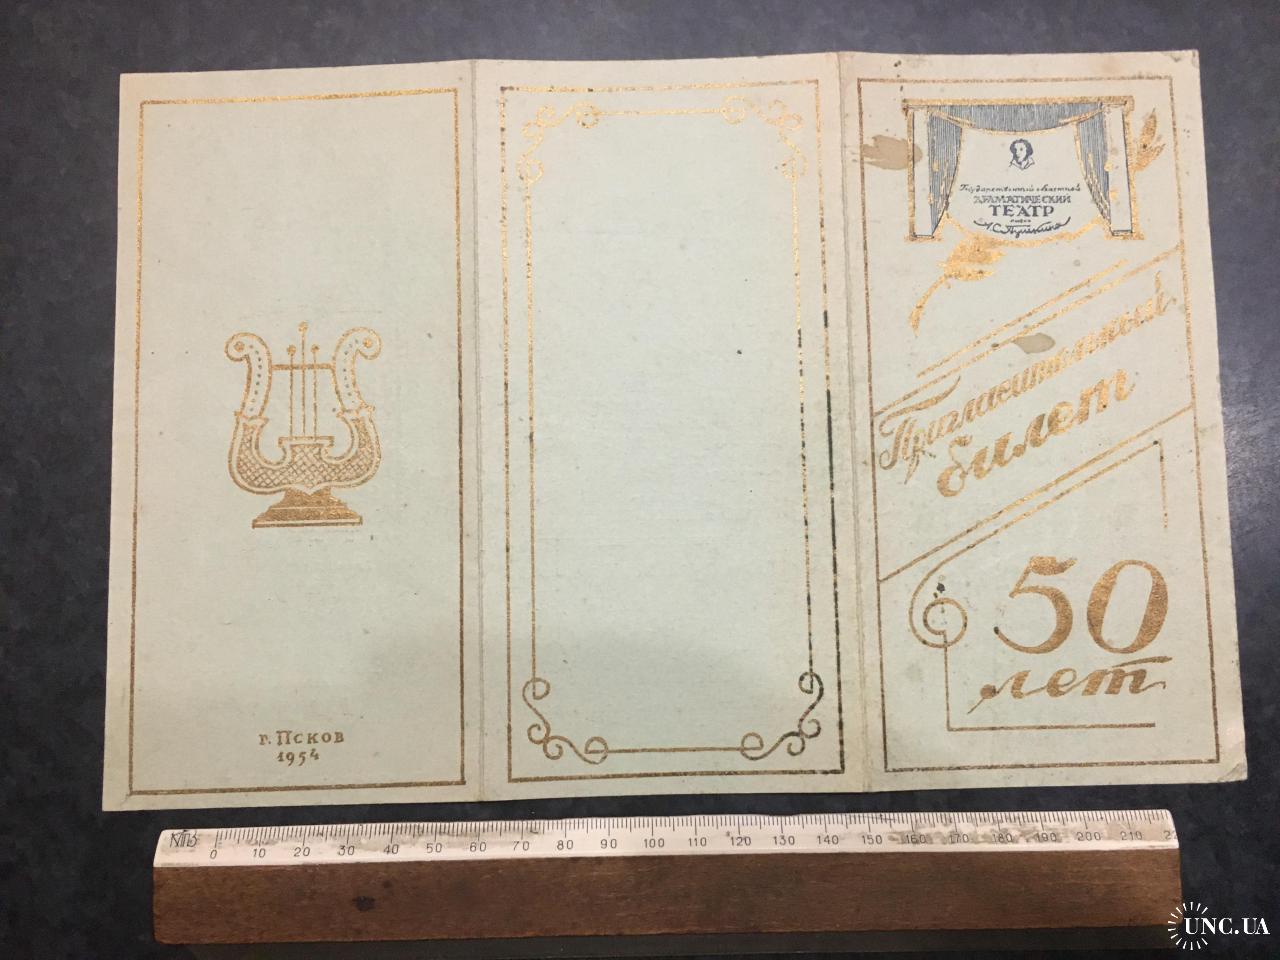 Государственный областной
ДРАМАТИЧЕСКИЙ
ТЕАТР
имени
А.С.Пушкина
Пригласительный
билет
50
лет
г. Псков
1954
0 10 20 30 40 50 60 70 80 90 100 110 120 130 140 150 160 170 180 190 200 210
UNC.UA